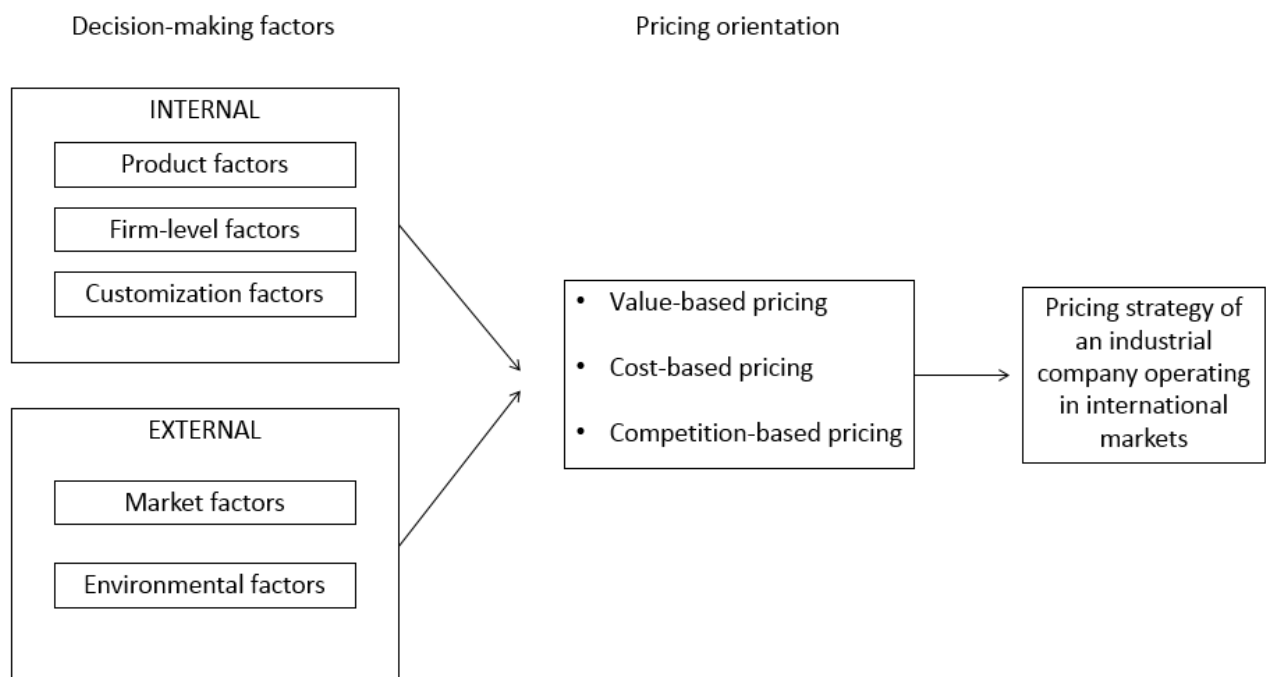 Decision-making factors
Pricing orientation
INTERNAL
Product factors
Firm-level factors
Customization factors
EXTERNAL
Market factors
Environmental factors
• Value-based pricing
• Cost-based pricing
• Competition-based pricing
Pricing strategy of
an industrial
company operating
in international
markets